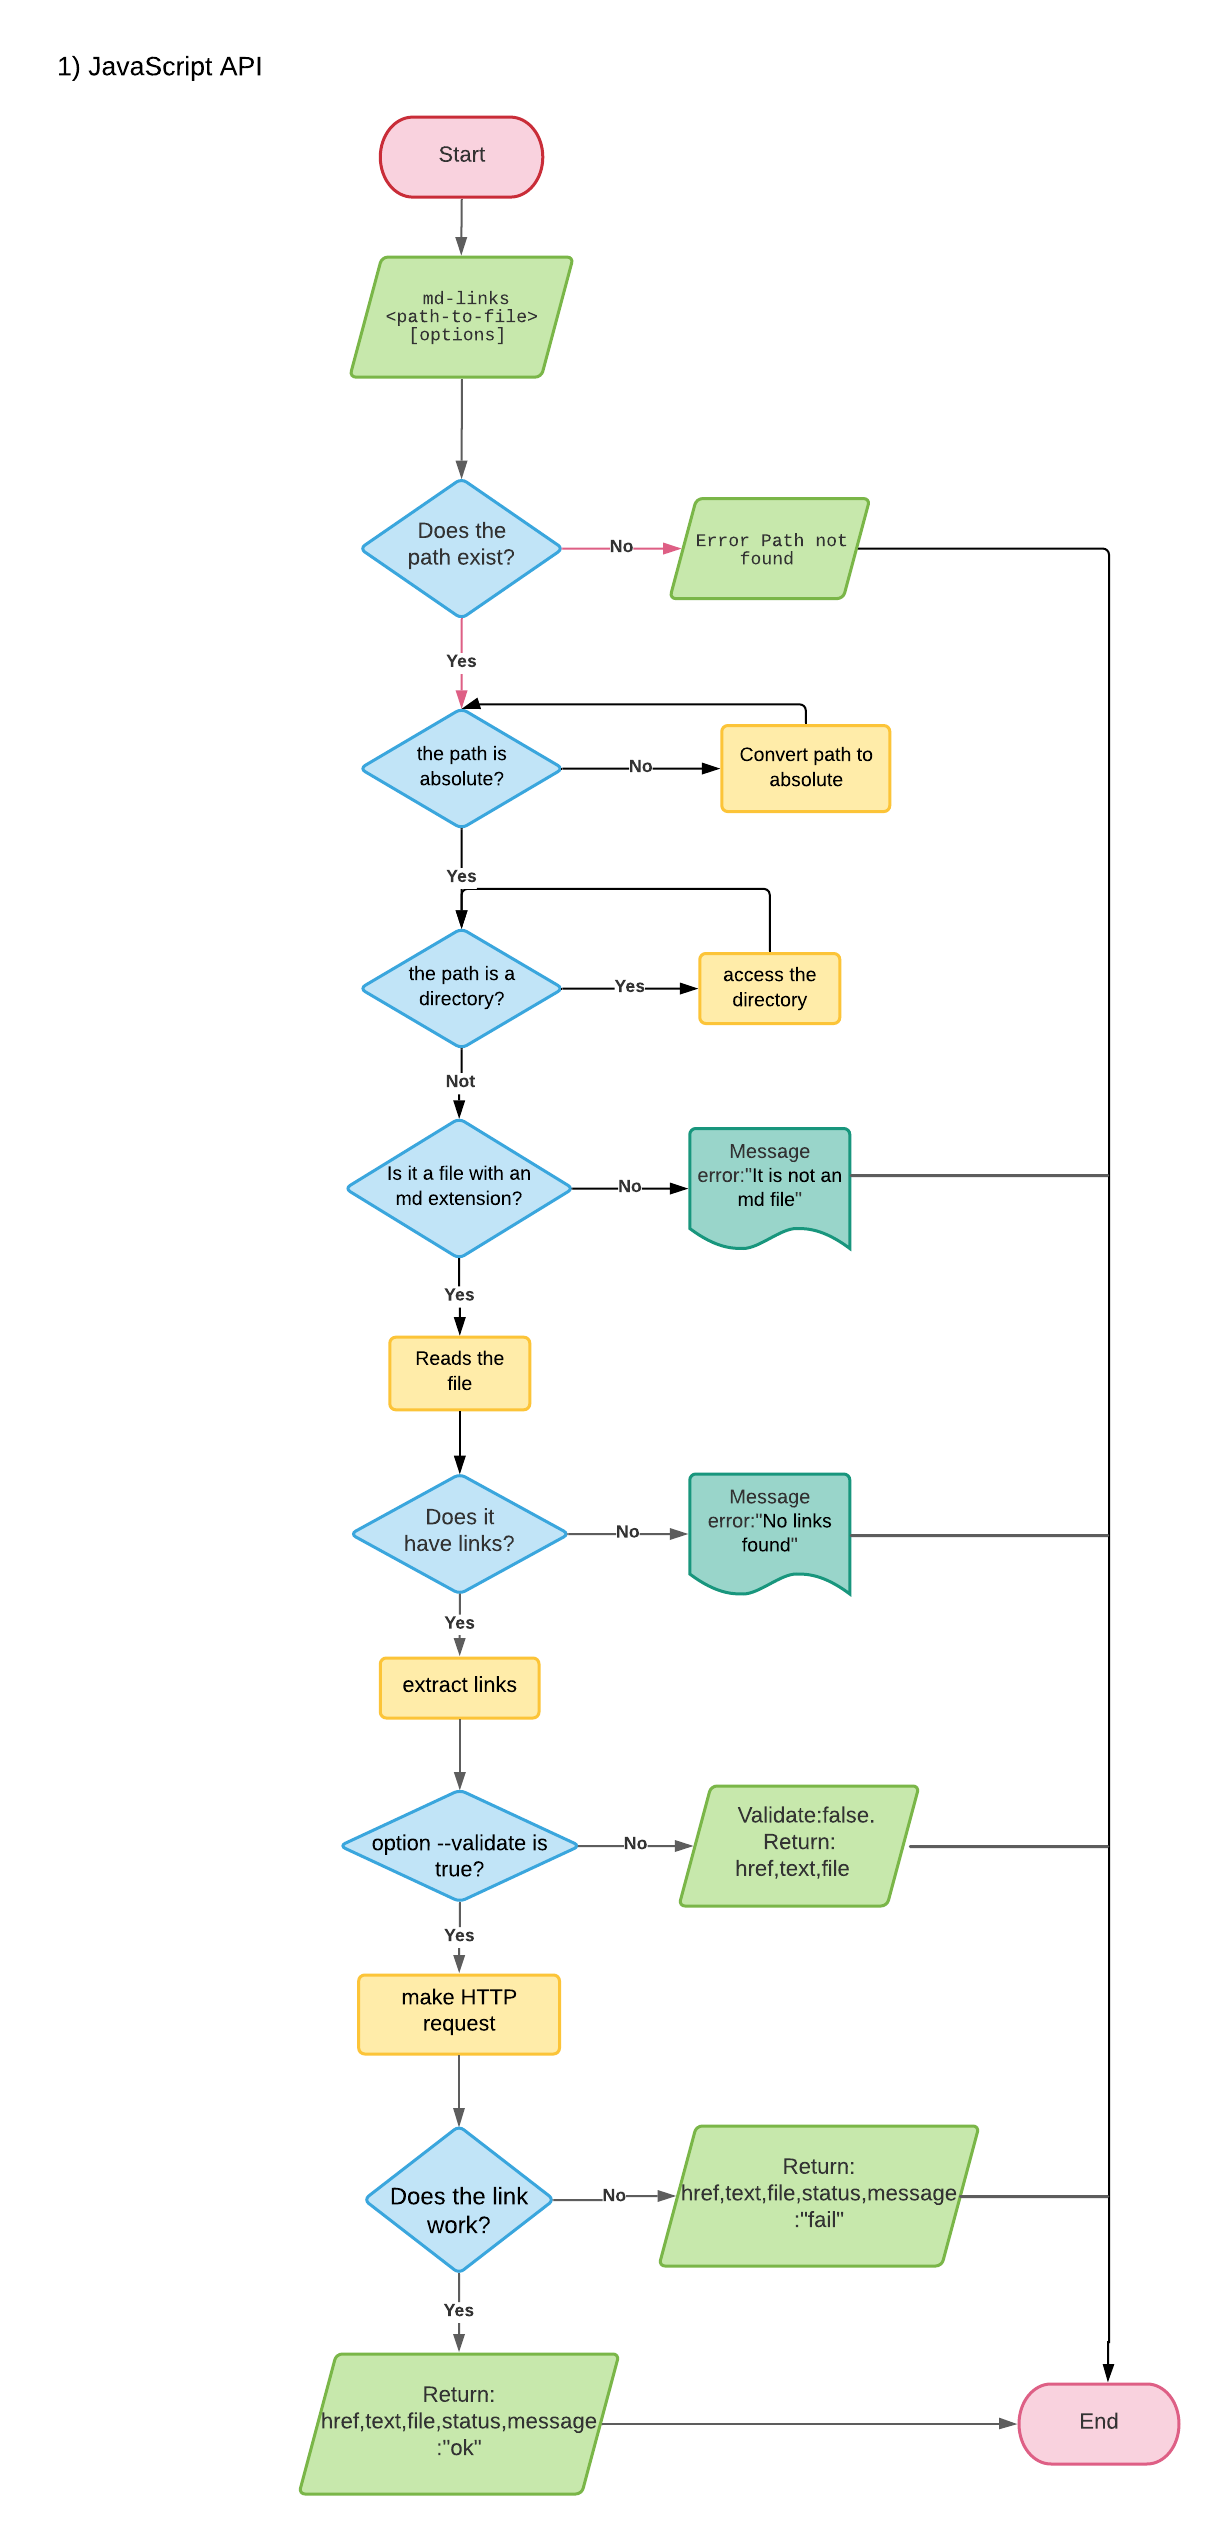 1) JavaScript API
Start
md-links
<path-to-file>
[options]
Does the
path exist?
No
Error Path not
found
Yes
the path is
absolute?
No
Convert path to
absolute
Yes
the path is a
directory?
Yes
access the
directory
Not
Is it a file with an
md extension?
No
Message
error:"It is not an
md file"
Yes
Reads the
file
Does it
have links?
No
Message
error:"No links
found"
Yes
extract links
option --validate is
true?
No
Validate:false.
Return:
href,text,file
Yes
make HTTP
request
Does the link
work?
No
Return:
href,text,file,status,message
:"fail"
Yes
Return:
href,text,file,status,message
:"ok"
End